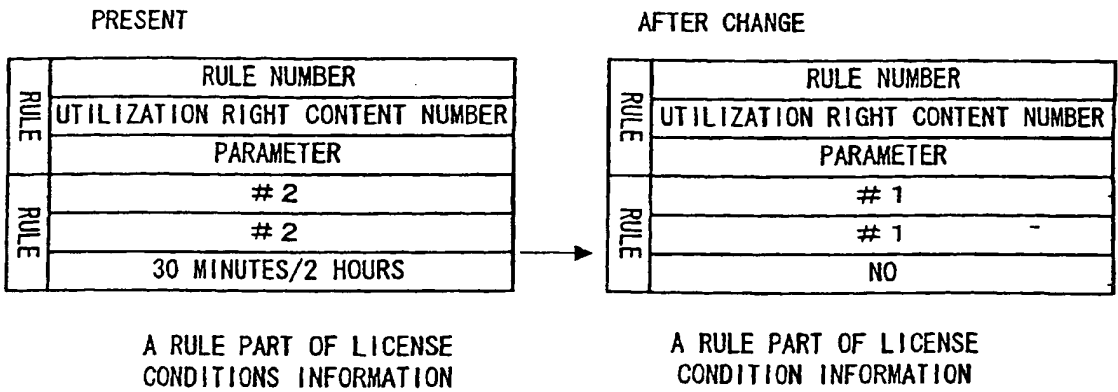 PRESENT
AFTER CHANGE
RULE
RULE NUMBER
UTILIZATION RIGHT CONTENT NUMBER
PARAMETER
RULE
#2
#2
30 MINUTES/2 HOURS
A RULE PART OF LICENSE
CONDITIONS INFORMATION
RULE
RULE NUMBER
UTILIZATION RIGHT CONTENT NUMBER
PARAMETER
RULE
#1
#1
NO
A RULE PART OF LICENSE
CONDITION INFORMATION